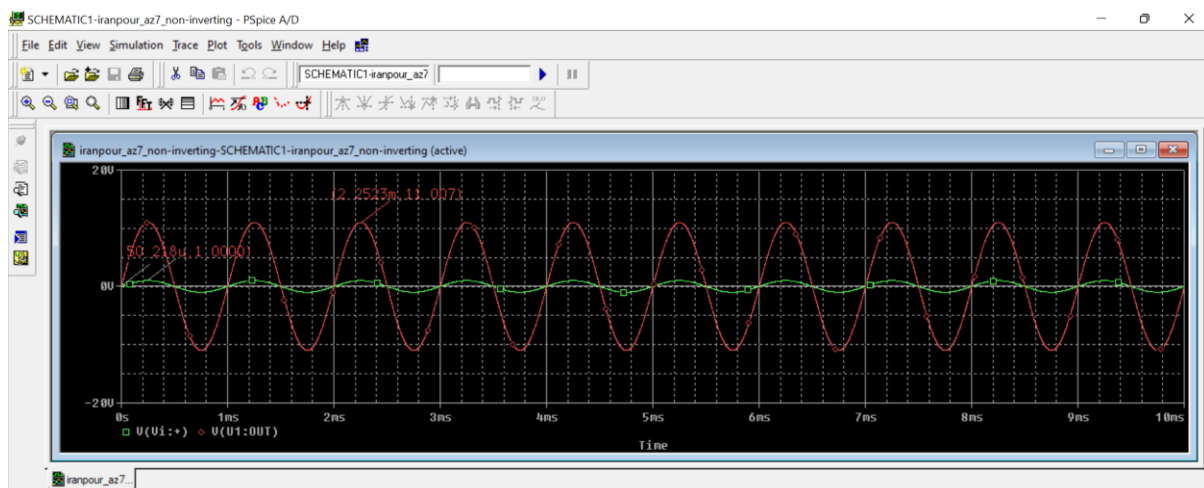 SCHEMATIC1-iranpour_az7_non-inverting - PSpice A/D
File Edit View Simulation Trace Plot Tools Window Help
SCHEMATIC1-iranpour_az7
iranpour_az7_non-inverting-SCHEMATIC1-iranpour_az7_non-inverting (active)
20V
(2.2523m,11.007)
50.218u,1.0000)
0V
-20V
0s 1ms 2ms 3ms 4ms 5ms 6ms 7ms 8ms 9ms 10ms
V(Vi:+) V(U1:OUT)
Time
iranpour_az7...